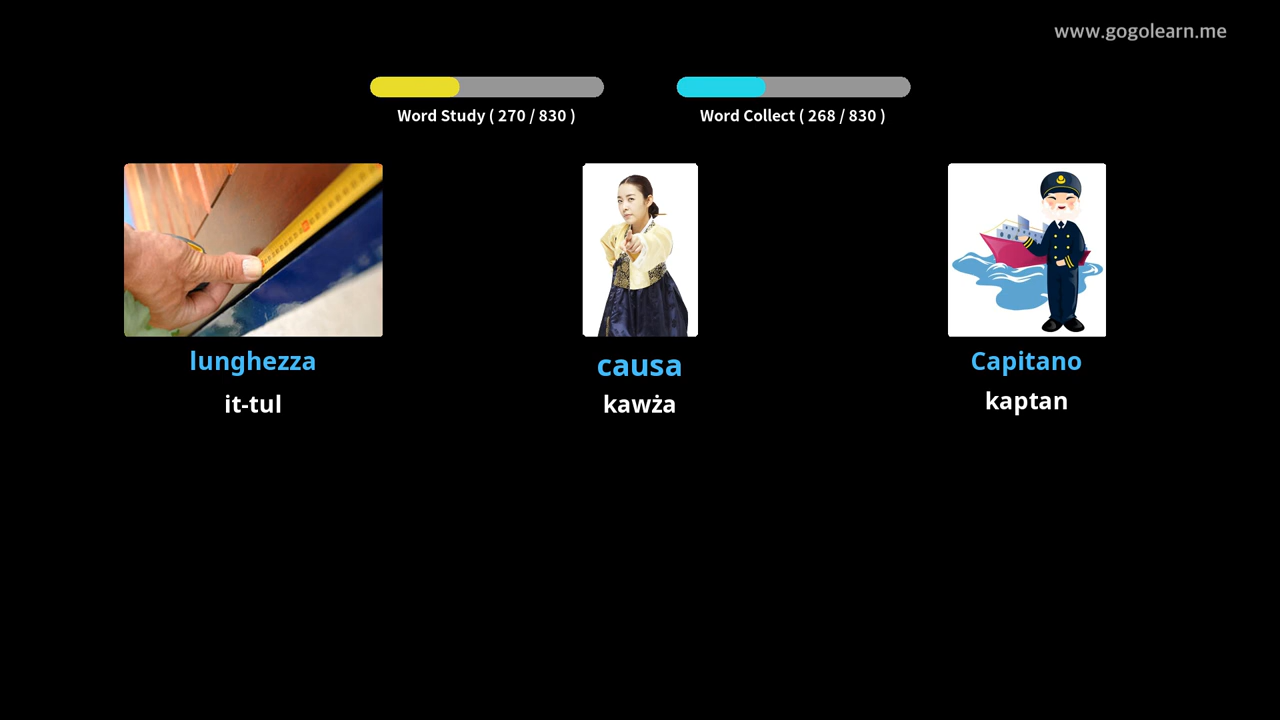 www.gogolearn.me
Word Study ( 270 / 830 )
Word Collect ( 268 / 830 )
lunghezza
it-tul
causa
kawża
Capitano
kaptan